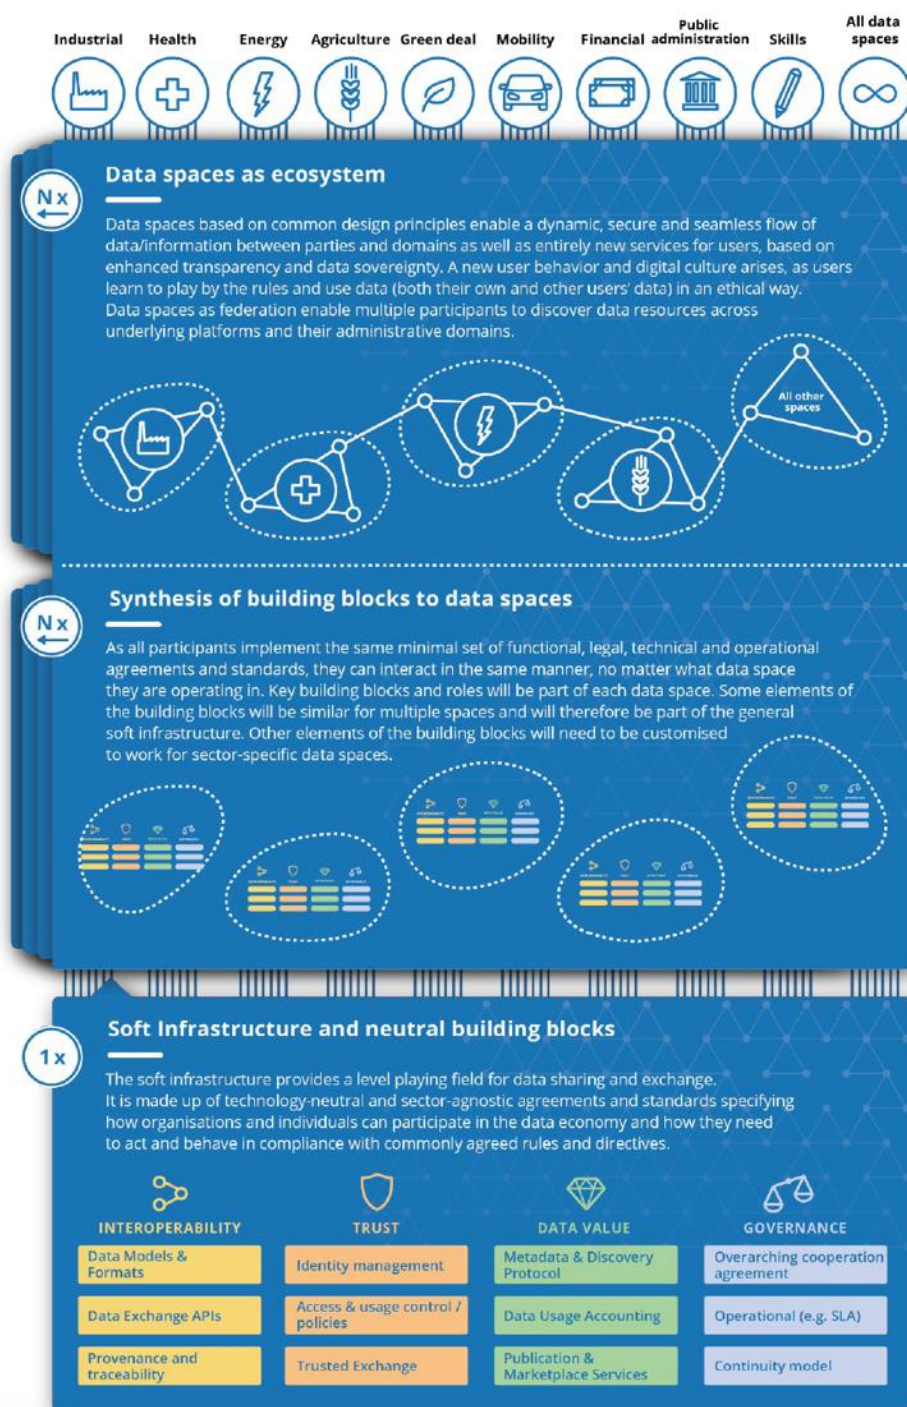 Industrial
Health
Energy
Agriculture
Green deal
Mobility
Financial
Public
administration
Skills
All data
spaces
N x
Data spaces as ecosystem
Data spaces based on common design principles enable a dynamic, secure and seamless flow of
data/information between parties and domains as well as entirely new services for users, based on
enhanced transparency and data sovereignty. A new user behavior and digital culture arises, as users
learn to play by the rules and use data (both their own and other users' data) in an ethical way.
Data spaces as federation enable multiple participants to discover data resources across
underlying platforms and their administrative domains.
All other
spaces
N x
Synthesis of building blocks to data spaces
As all participants implement the same minimal set of functional, legal, technical and operational
agreements and standards, they can interact in the same manner, no matter what data space
they are operating in. Key building blocks and roles will be part of each data space. Some elements of
the building blocks will be similar for multiple spaces and will therefore be part of the general
soft infrastructure. Other elements of the building blocks will need to be customised
to work for sector-specific data spaces.
1 x
Soft Infrastructure and neutral building blocks
The soft infrastructure provides a level playing field for data sharing and exchange.
It is made up of technology-neutral and sector-agnostic agreements and standards specifying
how organisations and individuals can participate in the data economy and how they need
to act and behave in compliance with commonly agreed rules and directives.
INTEROPERABILITY
Data Models &
Formats
Data Exchange APIs
Provenance and
traceability
TRUST
Identity management
Access & usage control /
policies
Trusted Exchange
DATA VALUE
Metadata & Discovery
Protocol
Data Usage Accounting
Publication &
Marketplace Services
GOVERNANCE
Overarching cooperation
agreement
Operational (e.g. SLA)
Continuity model